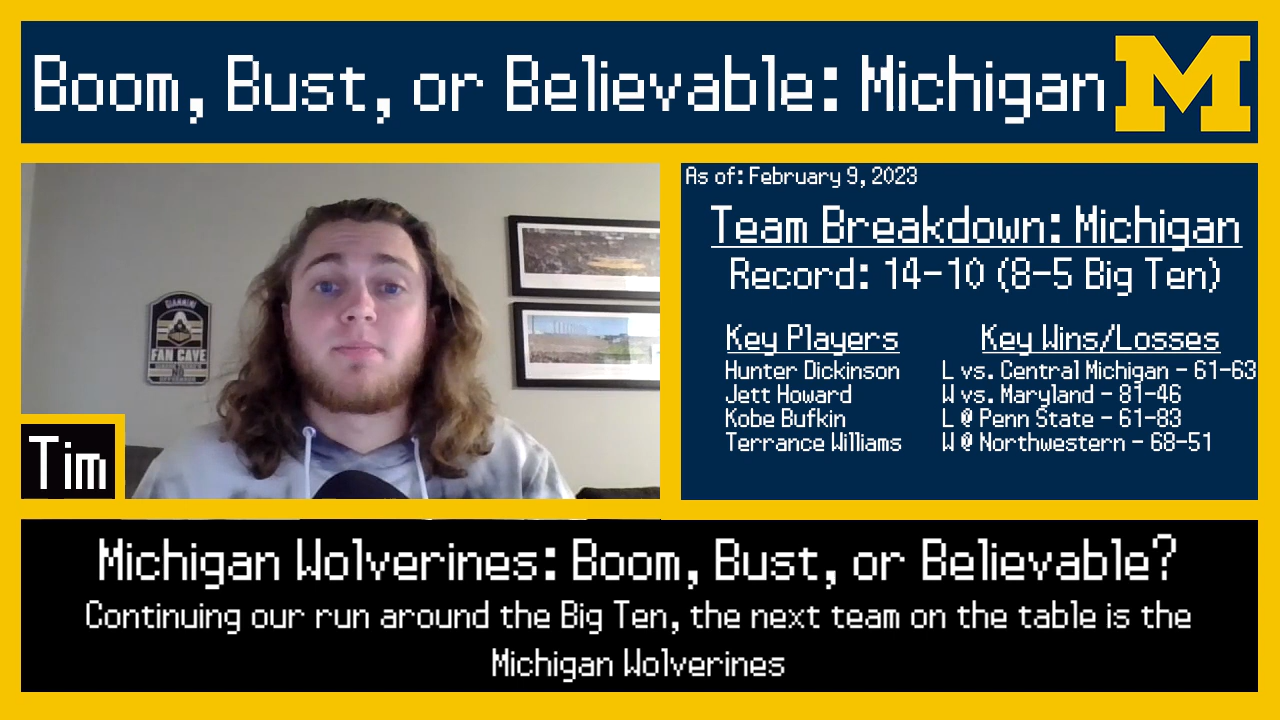 Boom, Bust, or Believable: Michigan M
GIANNINI
FAN CAVE
Tim
As of: February 9, 2023
Team Breakdown: Michigan
Record: 14-10 (8-5 Big Ten)
Key Players
Hunter Dickinson
Jett Howard
Kobe Bufkin
Terrance Williams
Key Wins/Losses
L vs. Central Michigan - 61-63
W vs. Maryland - 81-46
L @ Penn State - 61-83
W @ Northwestern - 68-51
Michigan Wolverines: Boom, Bust, or Believable?
Continuing our run around the Big Ten, the next team on the table is the
Michigan Wolverines